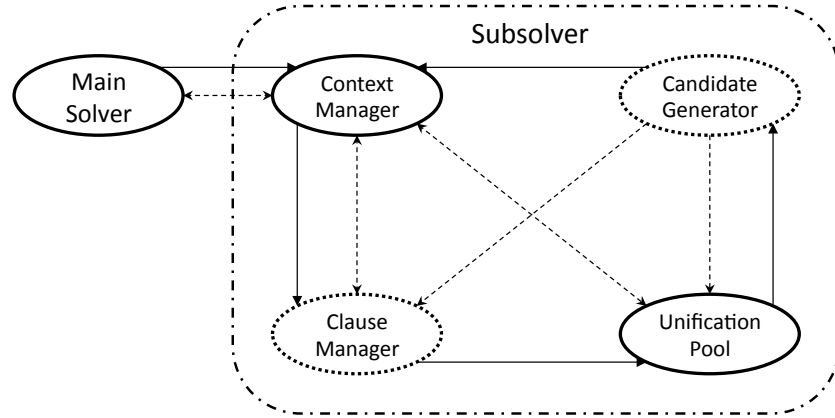 Subsolver
Main
Solver
Context
Manager
Candidate
Generator
Clause
Manager
Unification
Pool